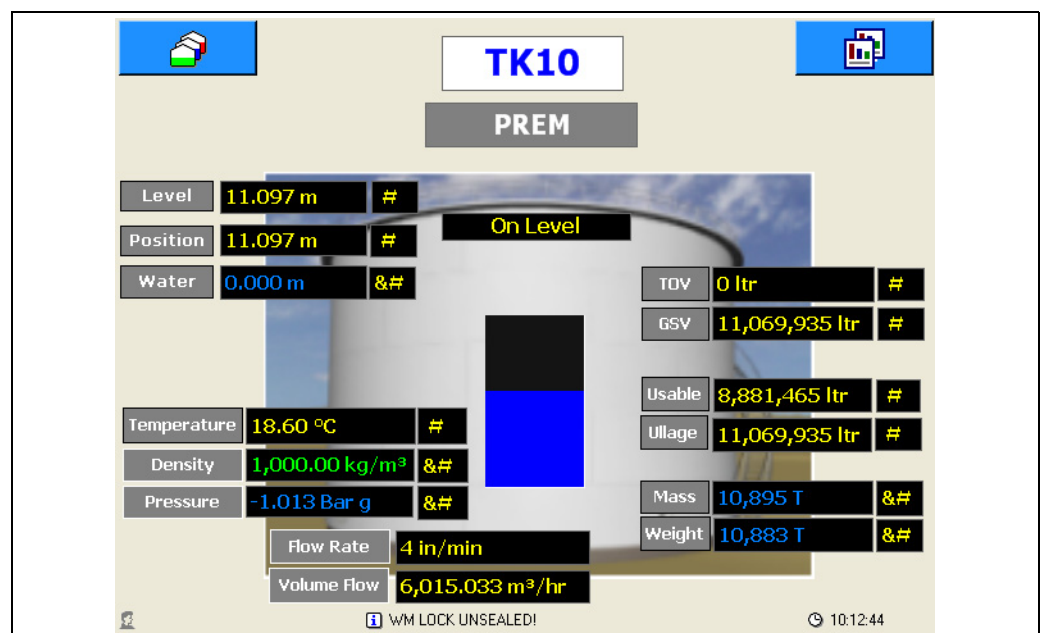 TK10
PREM
Level 11.097 m #
On Level
Position 11.097 m #
Water 0.000 m &#
TOV 0 ltr #
GSV 11,069,935 ltr #
Usable 8,881,465 ltr #
Temperature 18.60 ºC #
Ullage 11,069,935 ltr #
Density 1,000.00 kg/m³ &#
Pressure -1.013 Bar g &#
Mass 10,895 T &#
Weight 10,883 T &#
Flow Rate 4 in/min
Volume Flow 6,015.033 m³/hr
WM LOCK UNSEALED! 10:12:44